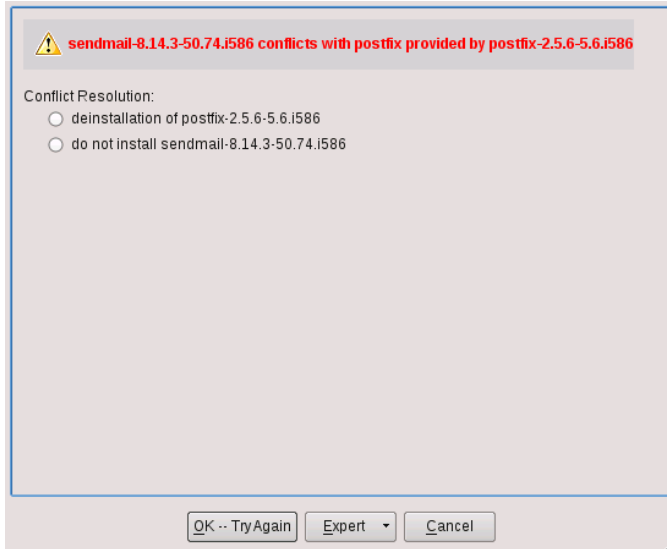 sendmail-8.14.3-50.74.i586 conflicts with postfix provided by postfix-2.5.6-5.6.i586
Conflict Resolution:
deinstallation of postfix-2.5.6-5.6.i586
do not install sendmail-8.14.3-50.74.i586
OK -- Try Again
Expert
Cancel